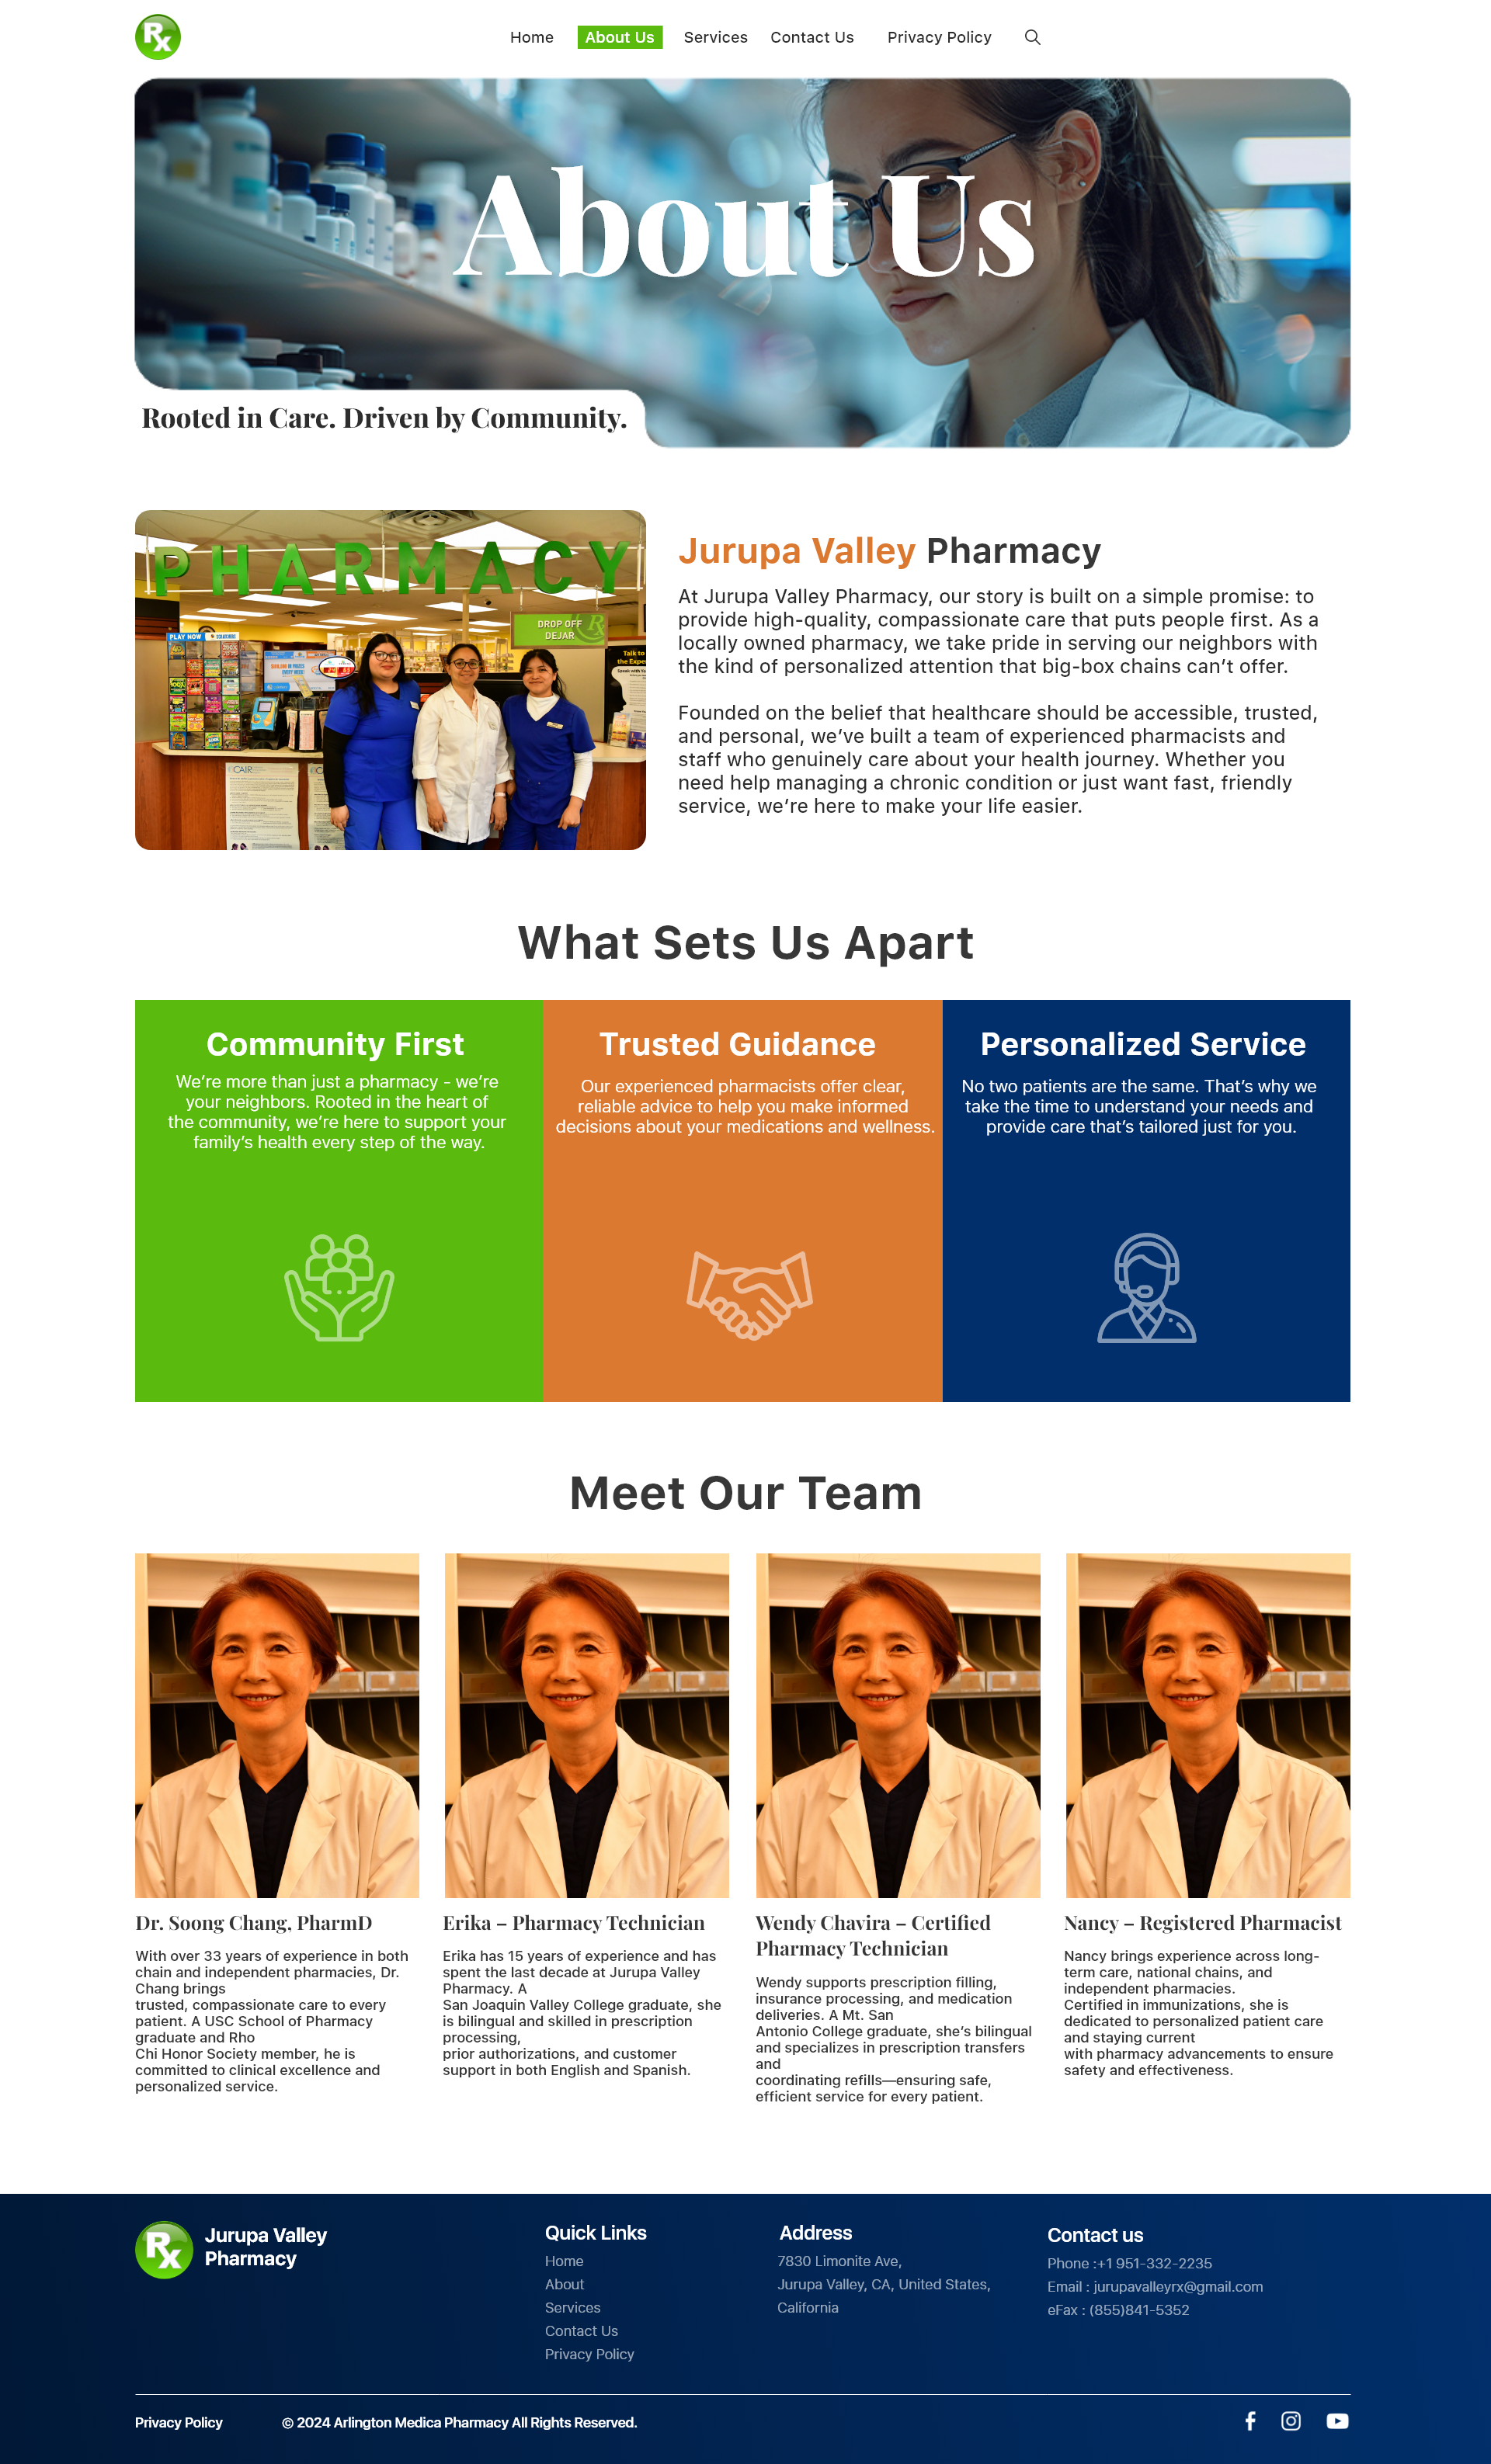 Rx
Home About Us Services Contact Us Privacy Policy
About Us
Rooted in Care. Driven by Community.
PHARMACY
PLAY NOW
DROP OFF
DEJAR
Rx
Talk to
CAIR
Jurupa Valley Pharmacy
At Jurupa Valley Pharmacy, our story is built on a simple promise: to
provide high-quality, compassionate care that puts people first. As a
locally owned pharmacy, we take pride in serving our neighbors with
the kind of personalized attention that big-box chains can’t offer.
Founded on the belief that healthcare should be accessible, trusted,
and personal, we’ve built a team of experienced pharmacists and
staff who genuinely care about your health journey. Whether you
need help managing a chronic condition or just want fast, friendly
service, we’re here to make your life easier.
What Sets Us Apart
Community First
We’re more than just a pharmacy - we’re
your neighbors. Rooted in the heart of
the community, we’re here to support your
family’s health every step of the way.
Trusted Guidance
Our experienced pharmacists offer clear,
reliable advice to help you make informed
decisions about your medications and wellness.
Personalized Service
No two patients are the same. That’s why we
take the time to understand your needs and
provide care that’s tailored just for you.
Meet Our Team
Dr. Soong Chang, PharmD
With over 33 years of experience in both
chain and independent pharmacies, Dr.
Chang brings
trusted, compassionate care to every
patient. A USC School of Pharmacy
graduate and Rho
Chi Honor Society member, he is
committed to clinical excellence and
personalized service.
Erika – Pharmacy Technician
Erika has 15 years of experience and has
spent the last decade at Jurupa Valley
Pharmacy. A
San Joaquin Valley College graduate, she
is bilingual and skilled in prescription
processing,
prior authorizations, and customer
support in both English and Spanish.
Wendy Chavira – Certified
Pharmacy Technician
Wendy supports prescription filling,
insurance processing, and medication
deliveries. A Mt. San
Antonio College graduate, she’s bilingual
and specializes in prescription transfers
and
coordinating refills—ensuring safe,
efficient service for every patient.
Nancy – Registered Pharmacist
Nancy brings experience across long-
term care, national chains, and
independent pharmacies.
Certified in immunizations, she is
dedicated to personalized patient care
and staying current
with pharmacy advancements to ensure
safety and effectiveness.
Rx
Jurupa Valley
Pharmacy
Quick Links
Home
About
Services
Contact Us
Privacy Policy
Address
7830 Limonite Ave,
Jurupa Valley, CA, United States,
California
Contact us
Phone :+1 951-332-2235
Email : jurupavalleyrx@gmail.com
eFax : (855)841-5352
Privacy Policy © 2024 Arlington Medica Pharmacy All Rights Reserved.